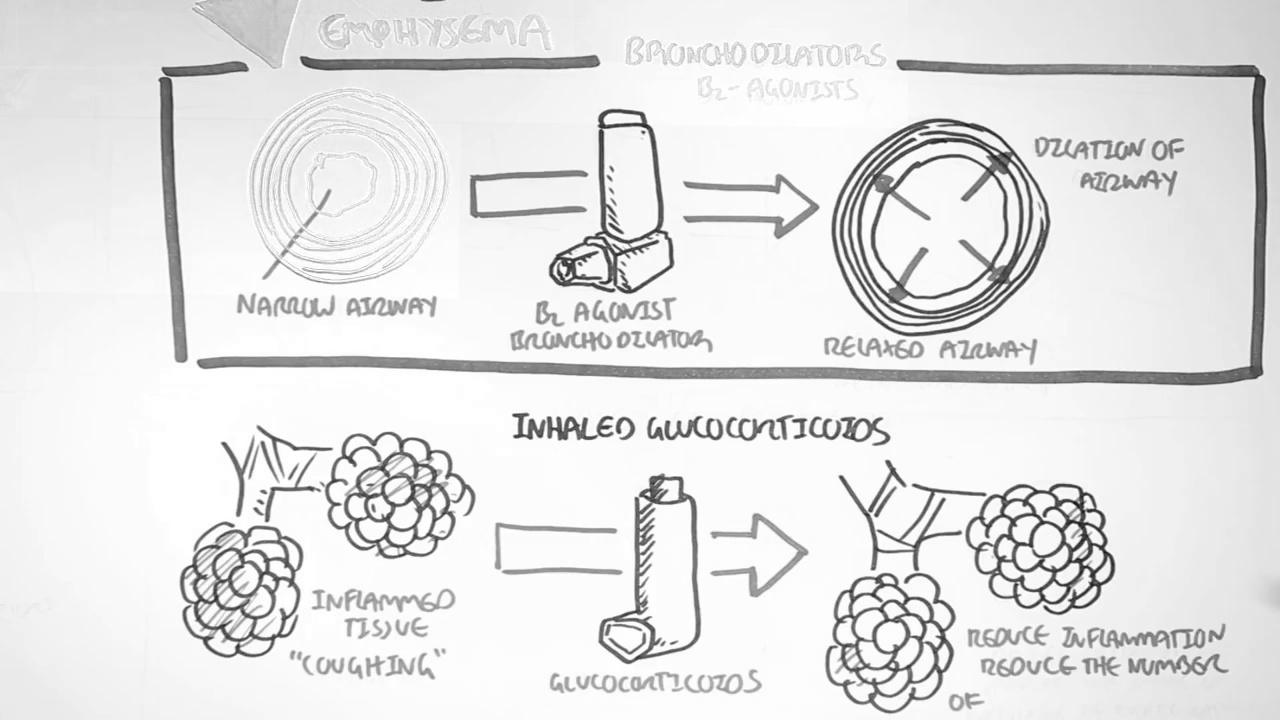 EMPHYSEMA
BRONCHODILATORS
B₂-AGONISTS
DILATION OF
AIRWAY
NARROW AIRWAY
B₂ AGONIST
BRONCHODILATOR
RELAXED AIRWAY
INHALED GLUCOCORTICOIDS
INFLAMMED
TISSUE
"COUGHING"
GLUCOCORTICOIDS
REDUCE INFLAMMATION
REDUCE THE NUMBER
OF